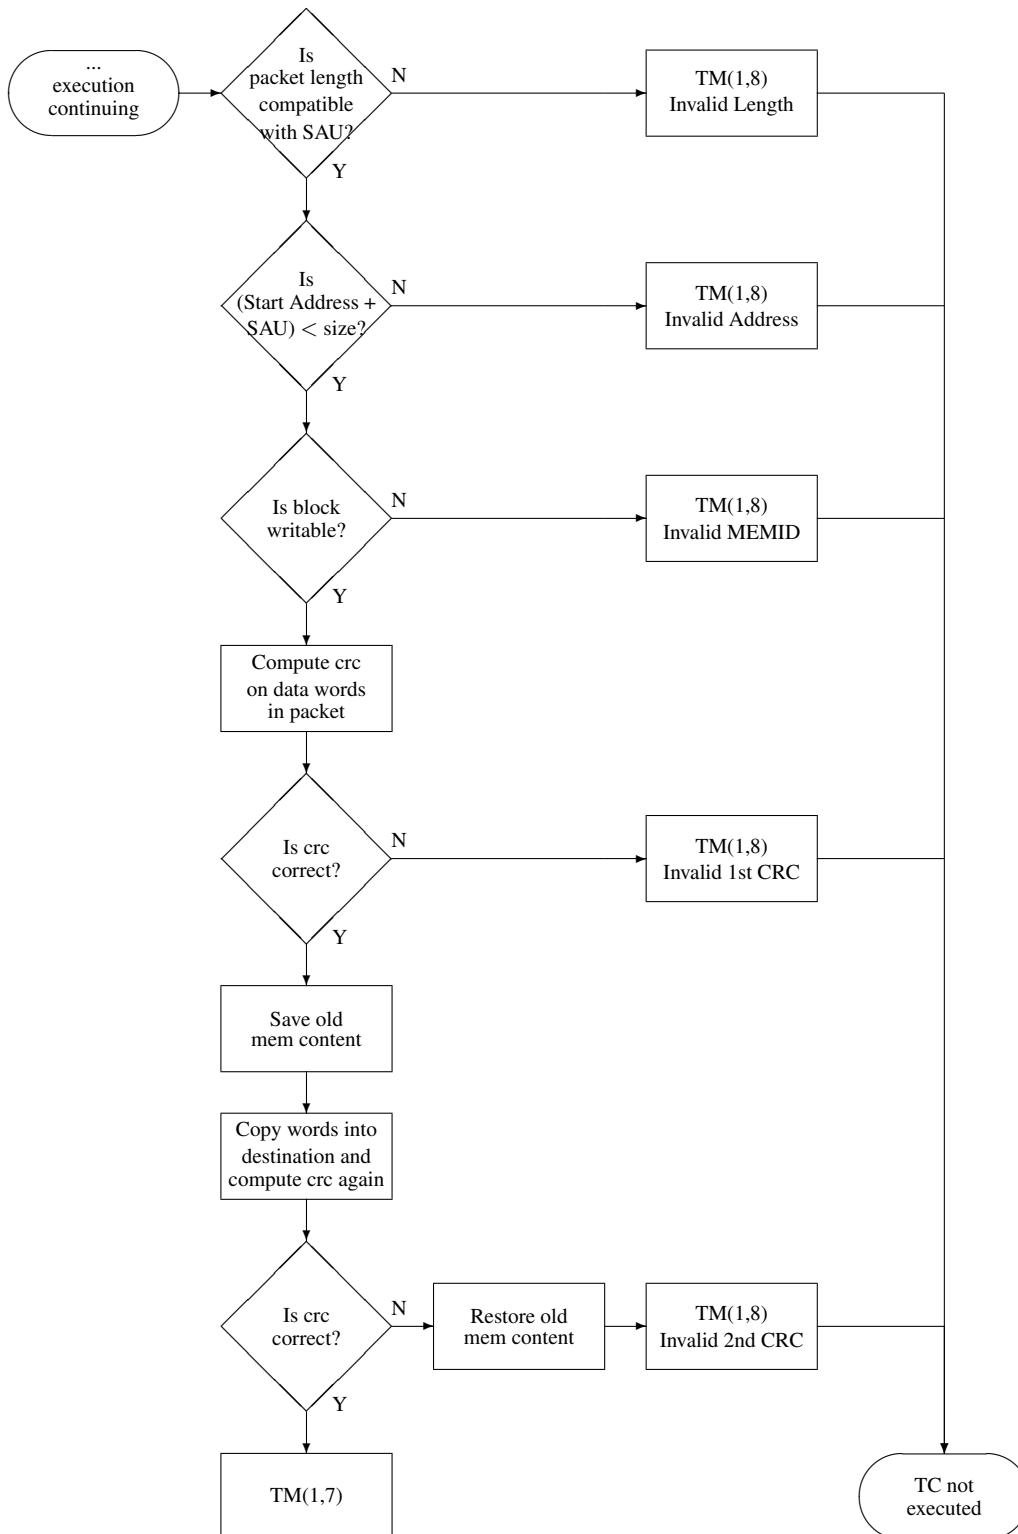 ...
execution
continuing
Is
packet length
compatible
with SAU?
N
TM(1,8)
Invalid Length
Y
Is
(Start Address +
SAU) < size?
N
TM(1,8)
Invalid Address
Y
Is block
writable?
N
TM(1,8)
Invalid MEMID
Y
Compute crc
on data words
in packet
Is crc
correct?
N
TM(1,8)
Invalid 1st CRC
Y
Save old
mem content
Copy words into
destination and
compute crc again
Is crc
correct?
N
Restore old
mem content
TM(1,8)
Invalid 2nd CRC
Y
TM(1,7)
TC not
executed